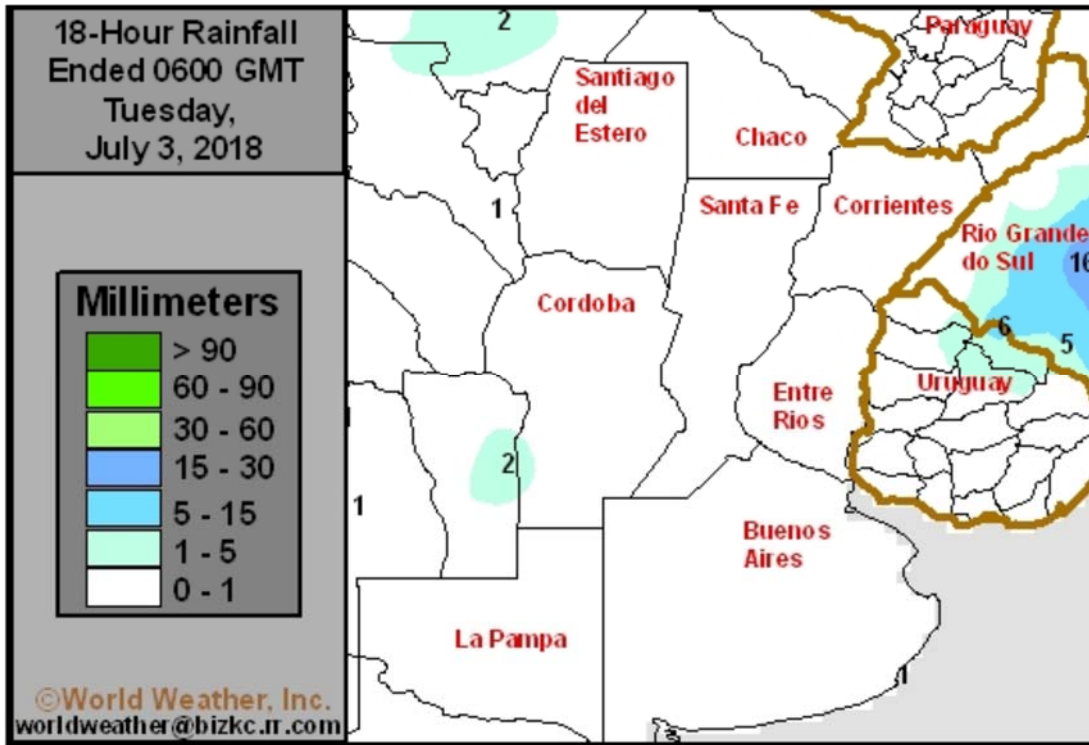 18-Hour Rainfall
Ended 0600 GMT
Tuesday,
July 3, 2018
Millimeters
> 90
60 - 90
30 - 60
15 - 30
5 - 15
1 - 5
0 - 1
©World Weather, Inc.
worldweather@bizkc.rr.com
2
Paraguay
Santiago
del
Estero
Chaco
1
Santa Fe
Corrientes
Rio Grande
do Sul
16
Cordoba
6
5
Uruguay
Entre
Rios
2
1
Buenos
Aires
La Pampa
1